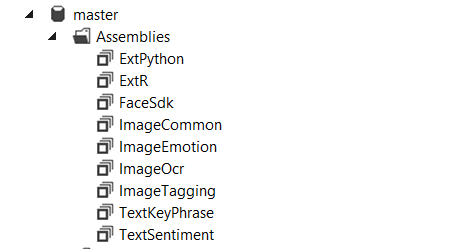 master
Assemblies
ExtPython
ExtR
FaceSdk
ImageCommon
ImageEmotion
ImageOcr
ImageTagging
TextKeyPhrase
TextSentiment